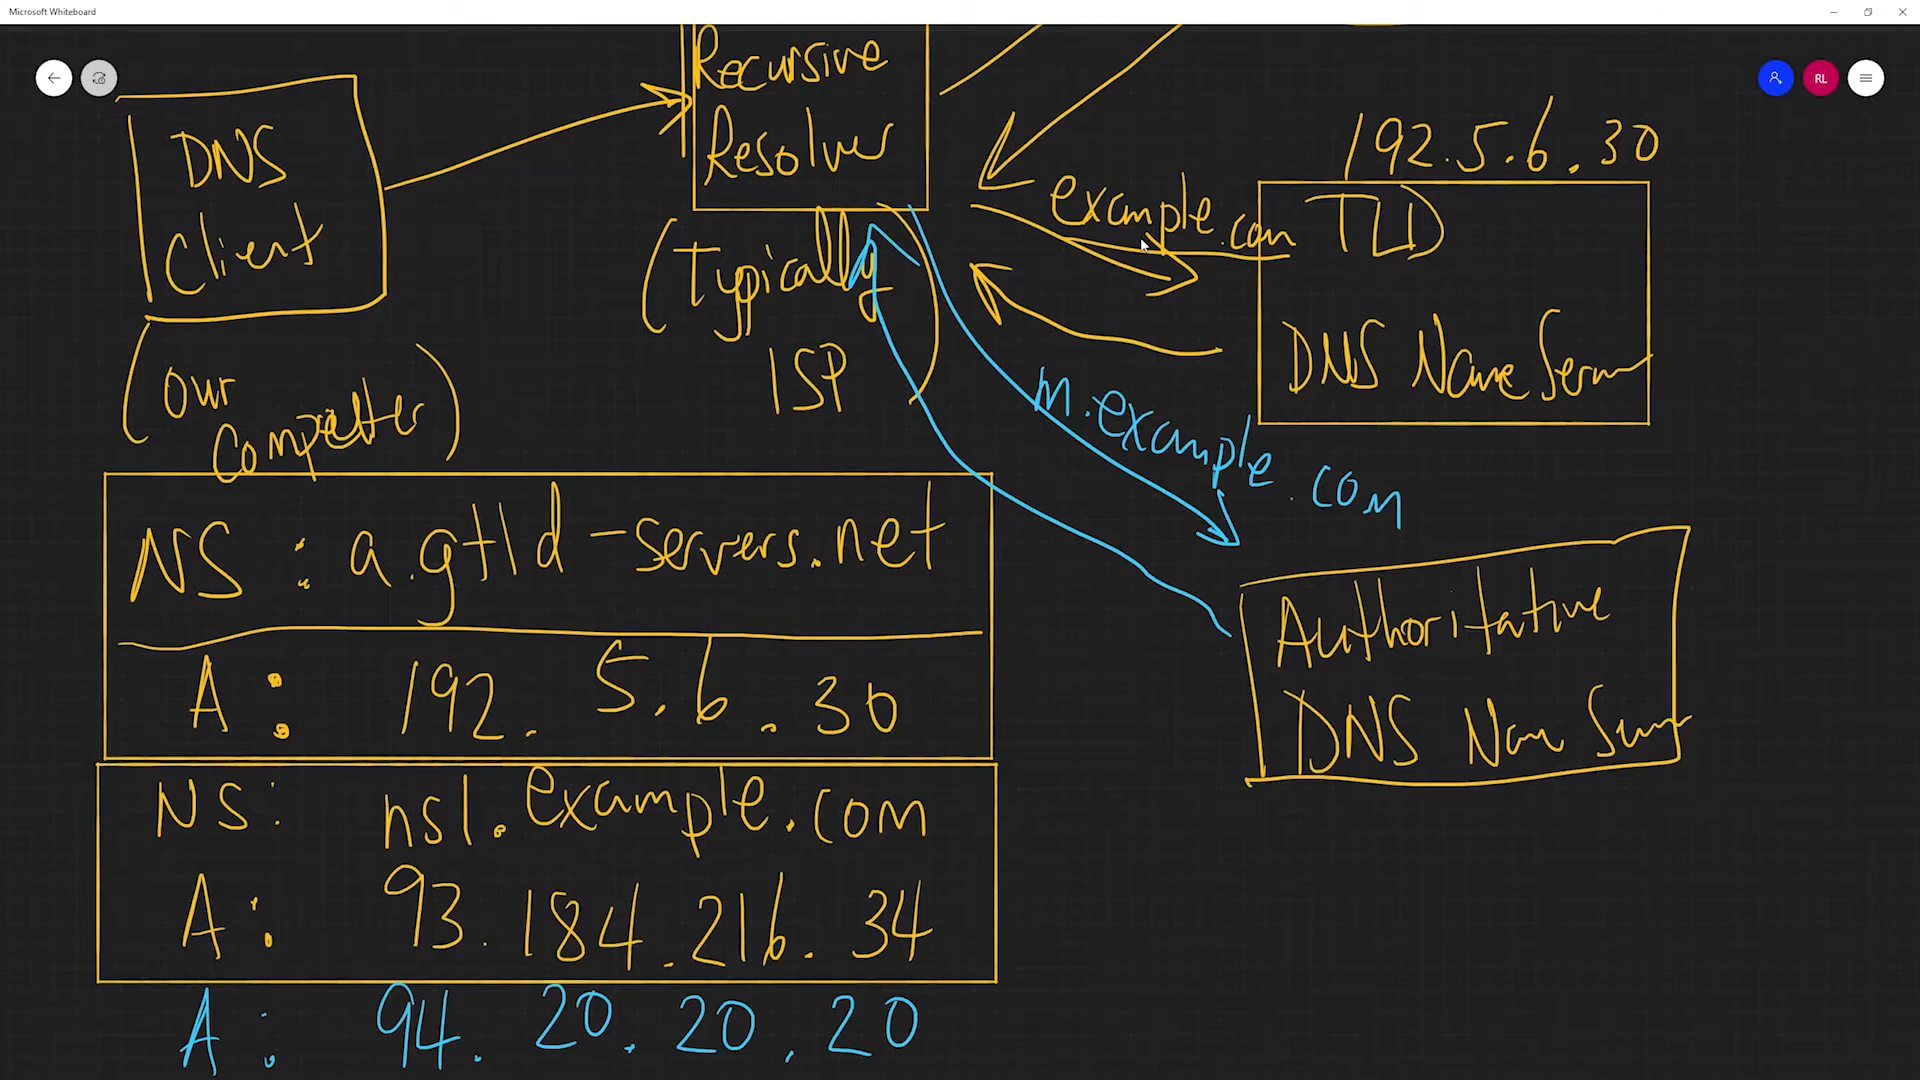 Microsoft Whiteboard
RL
DNS
Client
(Our
Computter)
Recursive
Resolver
(Typically
ISP)
192.5.6.30
example.com
TLD
DNS Name Server
m.example.com
Authoritative
DNS Name Server
NS : a.gtld-servers.net
A : 192.5.6.30
NS: ns1.example.com
A : 93.184.216.34
A : 94.20.20.20